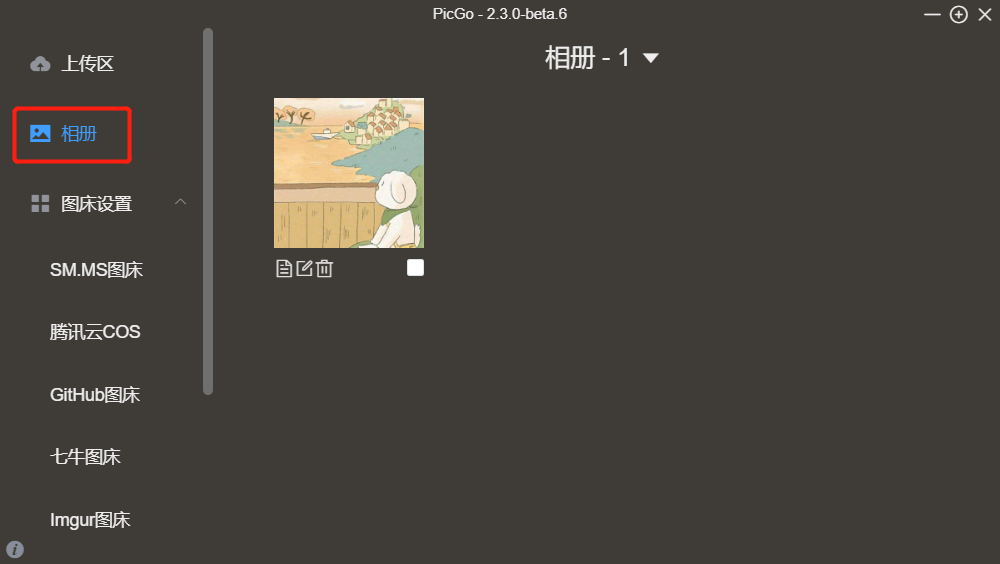 PicGo - 2.3.0-beta.6
上传区
相册
图床设置
SM.MS图床
腾讯云COS
GitHub图床
七牛图床
Imgur图床
相册 - 1